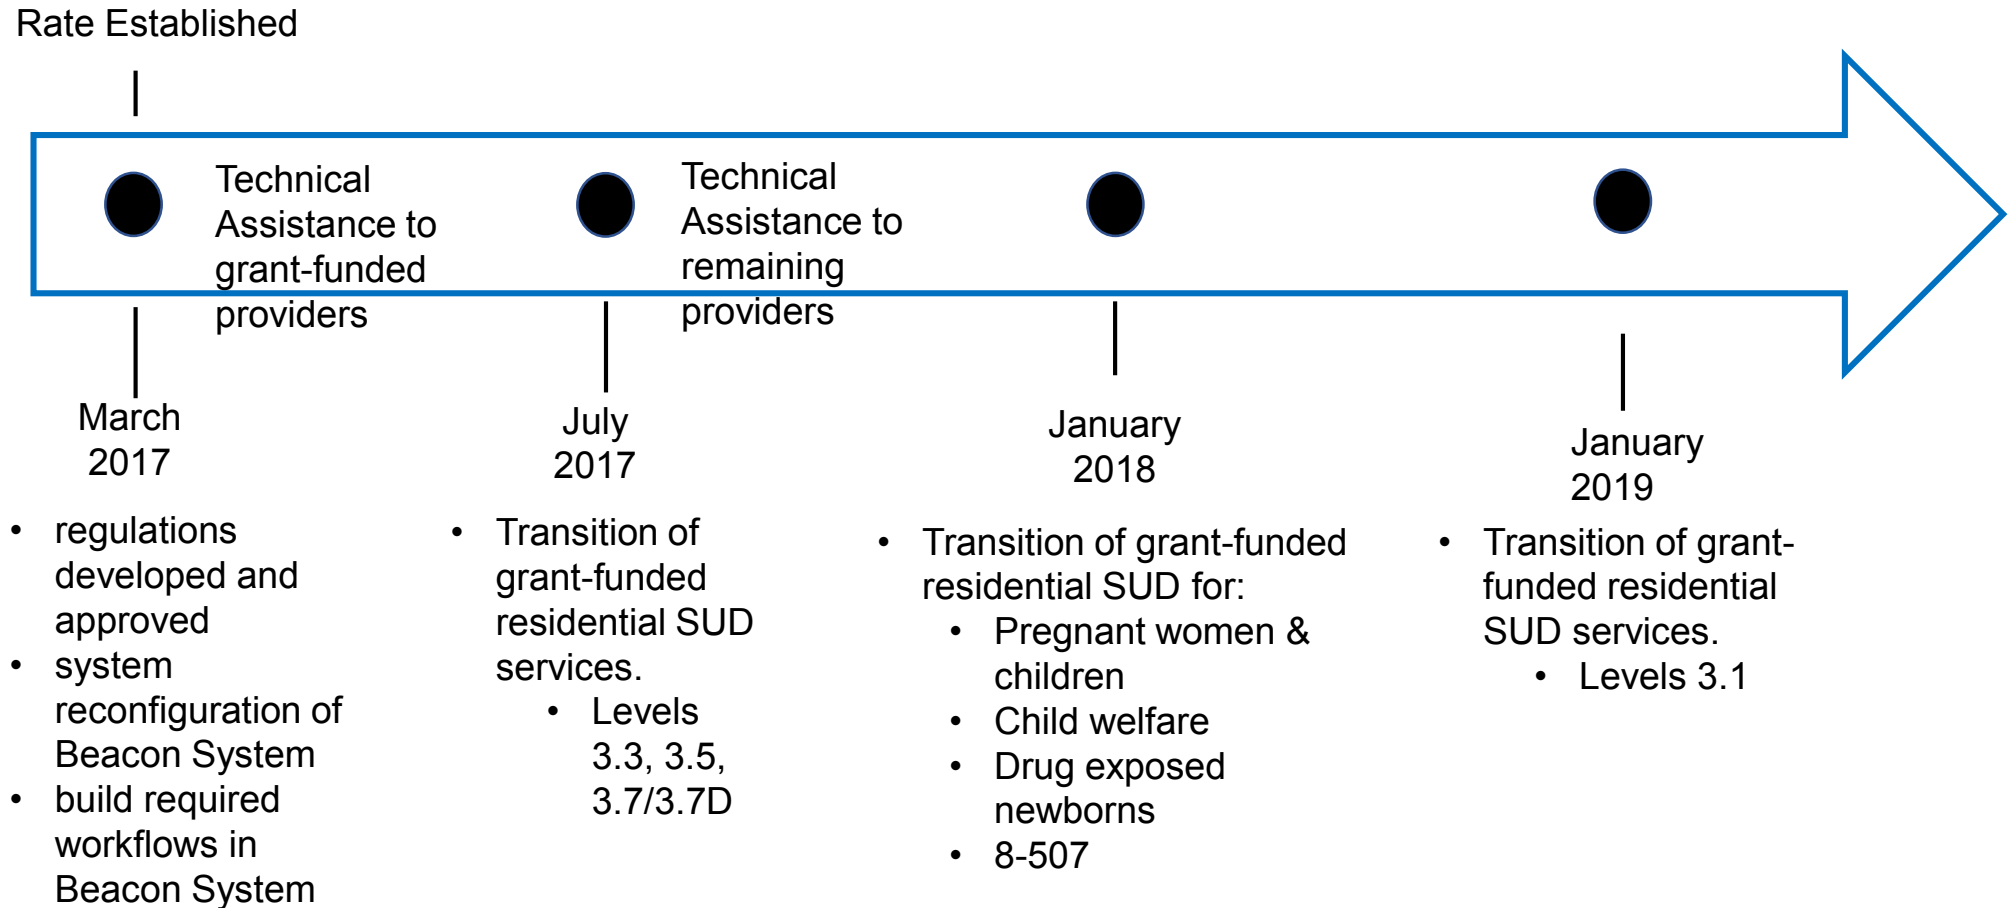 Rate Established
Technical
Assistance to
grant-funded
providers
Technical
Assistance to
remaining
providers
March
2017
• regulations
developed and
approved
• system
reconfiguration of
Beacon System
• build required
workflows in
Beacon System
July
2017
• Transition of
grant-funded
residential SUD
services.
• Levels
3.3, 3.5,
3.7/3.7D
January
2018
• Transition of grant-funded
residential SUD for:
• Pregnant women &
children
• Child welfare
• Drug exposed
newborns
• 8-507
January
2019
• Transition of grant-
funded residential
SUD services.
• Levels 3.1